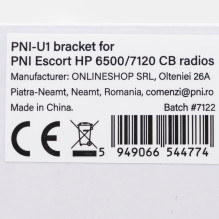 PNI-U1 bracket for
PNI Escort HP 6500/7120 CB radios
Manufacturer: ONLINESHOP SRL, Olteniei 26A
Piatra-Neamt, Neamt, Romania, comenzi@pni.ro
Made in China.
Batch #7122
CE
5 949066 544774